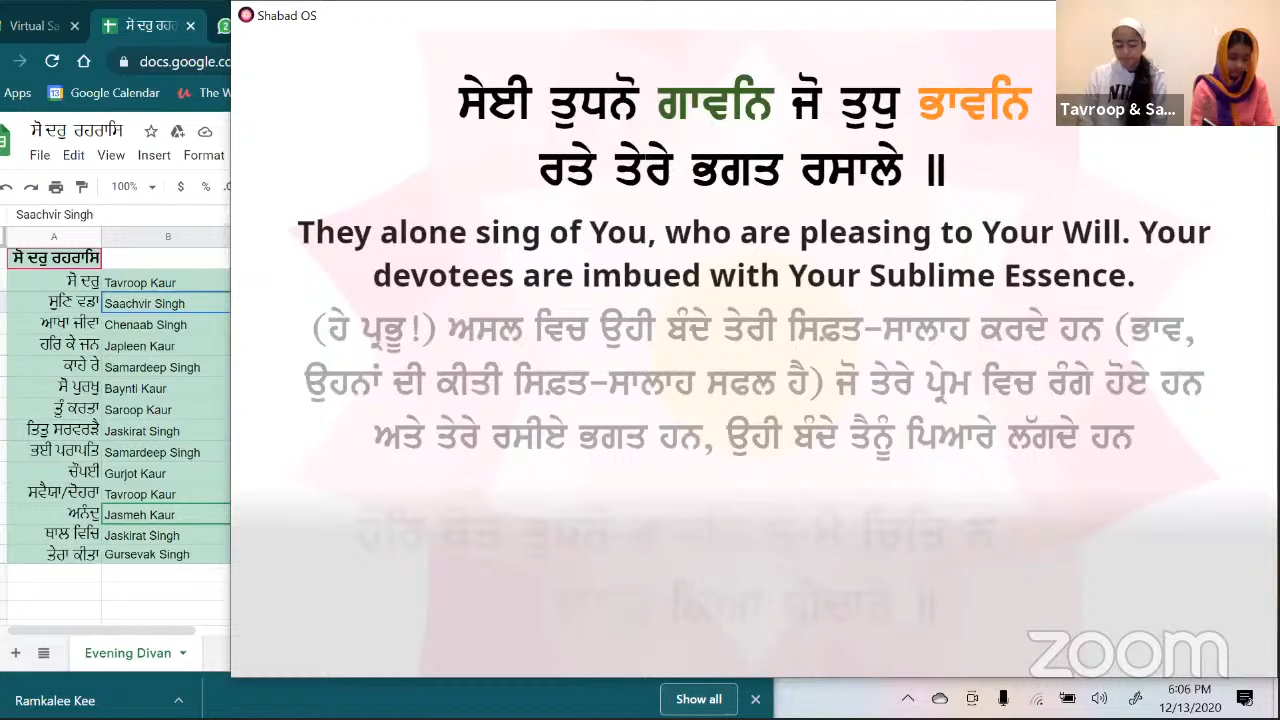 Virtual Sa
ਸੋ ਦਰੁ ਰਹਰ
docs.google.co
Apps
Google Calendar
The W
ਸੋ ਦਰੁ ਰਹਰਾਸਿ
File Edit View Insert Format
100% $ % .0
Saachvir Singh
A B
ਸੋ ਦਰੁ ਰਹਰਾਸਿ
ਸੋ ਦਰੁ Tavroop Kaur
ਸੁਣਿ ਵਡਾ Saachvir Singh
ਆਖਾ ਜੀਵਾ Chenaab Singh
ਹਰਿ ਕੇ ਜਨ Japleen Kaur
ਕਾਹੇ ਰੇ Samardeep Singh
ਸੋ ਪੁਰਖੁ Baynti Kaur
ਤੂੰ ਕਰਤਾ Saroop Kaur
ਤਿਤੁ ਸਰਵਰੜੈ Jaskirat Singh
ਤਈ ਪਰਾਪਤਿ Samardeep Singh
ਚੌਪਈ Gurjot Kaur
ਸਵੈਯਾ/ਦੋਹਰਾ Tavroop Kaur
ਅਨੰਦੁ Jasmeh Kaur
ਥਾਲ ਵਿਚਿ Jaskirat Singh
ਤੇਰਾ ਕੀਤਾ Gursevak Singh
Evening Divan
Shabad OS
ਸੇਈ ਤੁਧਨੋ ਗਾਵਨਿ ਜੋ ਤੁਧੁ ਭਾਵਨਿ
ਰਤੇ ਤੇਰੇ ਭਗਤ ਰਸਾਲੇ ॥
They alone sing of You, who are pleasing to Your Will. Your
devotees are imbued with Your Sublime Essence.
(ਹੇ ਪ੍ਰਭੂ!) ਅਸਲ ਵਿਚ ਉਹੀ ਬੰਦੇ ਤੇਰੀ ਸਿਫ਼ਤ-ਸਾਲਾਹ ਕਰਦੇ ਹਨ (ਭਾਵ,
ਉਹਨਾਂ ਦੀ ਕੀਤੀ ਸਿਫ਼ਤ-ਸਾਲਾਹ ਸਫਲ ਹੈ) ਜੋ ਤੇਰੇ ਪ੍ਰੇਮ ਵਿਚ ਰੰਗੇ ਹੋਏ ਹਨ
ਅਤੇ ਤੇਰੇ ਰਸੀਏ ਭਗਤ ਹਨ, ਉਹੀ ਬੰਦੇ ਤੈਨੂੰ ਪਿਆਰੇ ਲੱਗਦੇ ਹਨ
Tavroop & Sa...
zoom
Ramkalee Kee
Show all
6:06 PM
12/13/2020